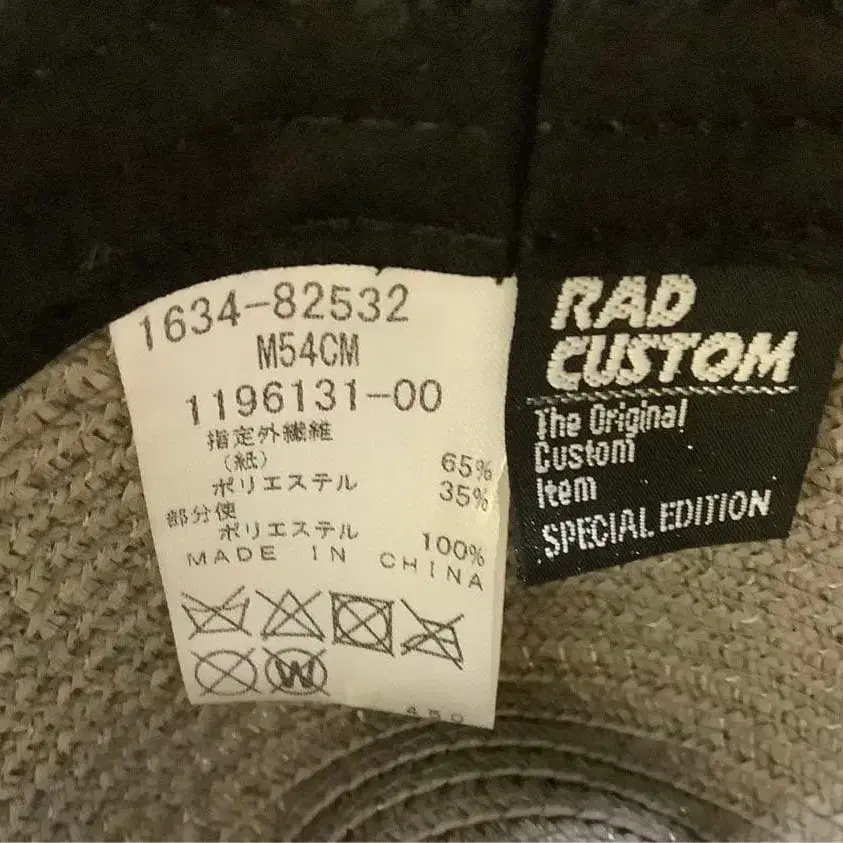 1634-82532
M54CM
1196131-00
指定外繊維
(紙) 65%
ポリエステル 35%
部分使
ポリエステル 100%
MADE IN CHINA
W
450
RAD
CUSTOM
The Original
Custom
Item
SPECIAL EDITION